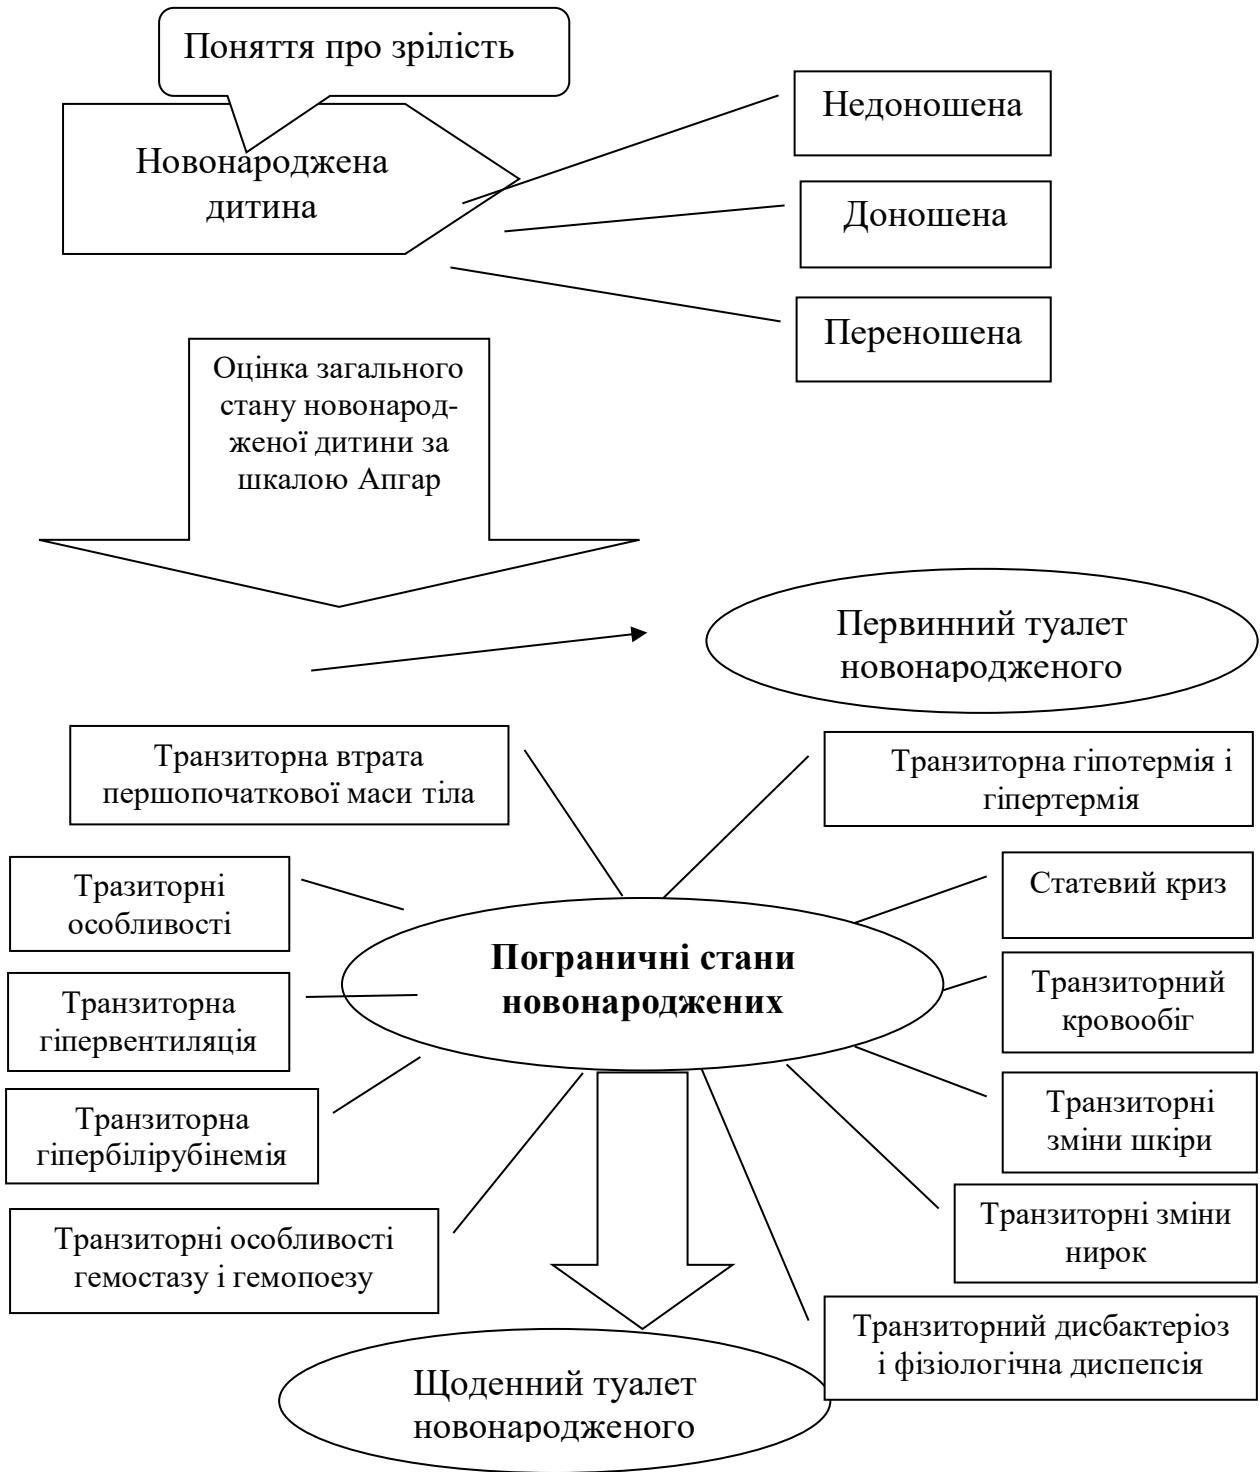 Поняття про зрілість
Новонароджена
дитина
Недоношена
Доношена
Переношена
Оцінка загального
стану новонарод-
женої дитини за
шкалою Апгар
Первинний туалет
новонародженого
Транзиторна втрата
першопочаткової маси тіла
Транзиторна гіпотермія і
гіпертермія
Тразиторні
особливості
Статевий криз
Пограничні стани
новонароджених
Транзиторна
гіпервентиляція
Транзиторний
кровообіг
Транзиторна
гіпербілірубінемія
Транзиторні
зміни шкіри
Транзиторні особливості
гемостазу і гемопоезу
Транзиторні зміни
нирок
Транзиторний дисбактеріоз
і фізіологічна диспепсія
Щоденний туалет
новонародженого